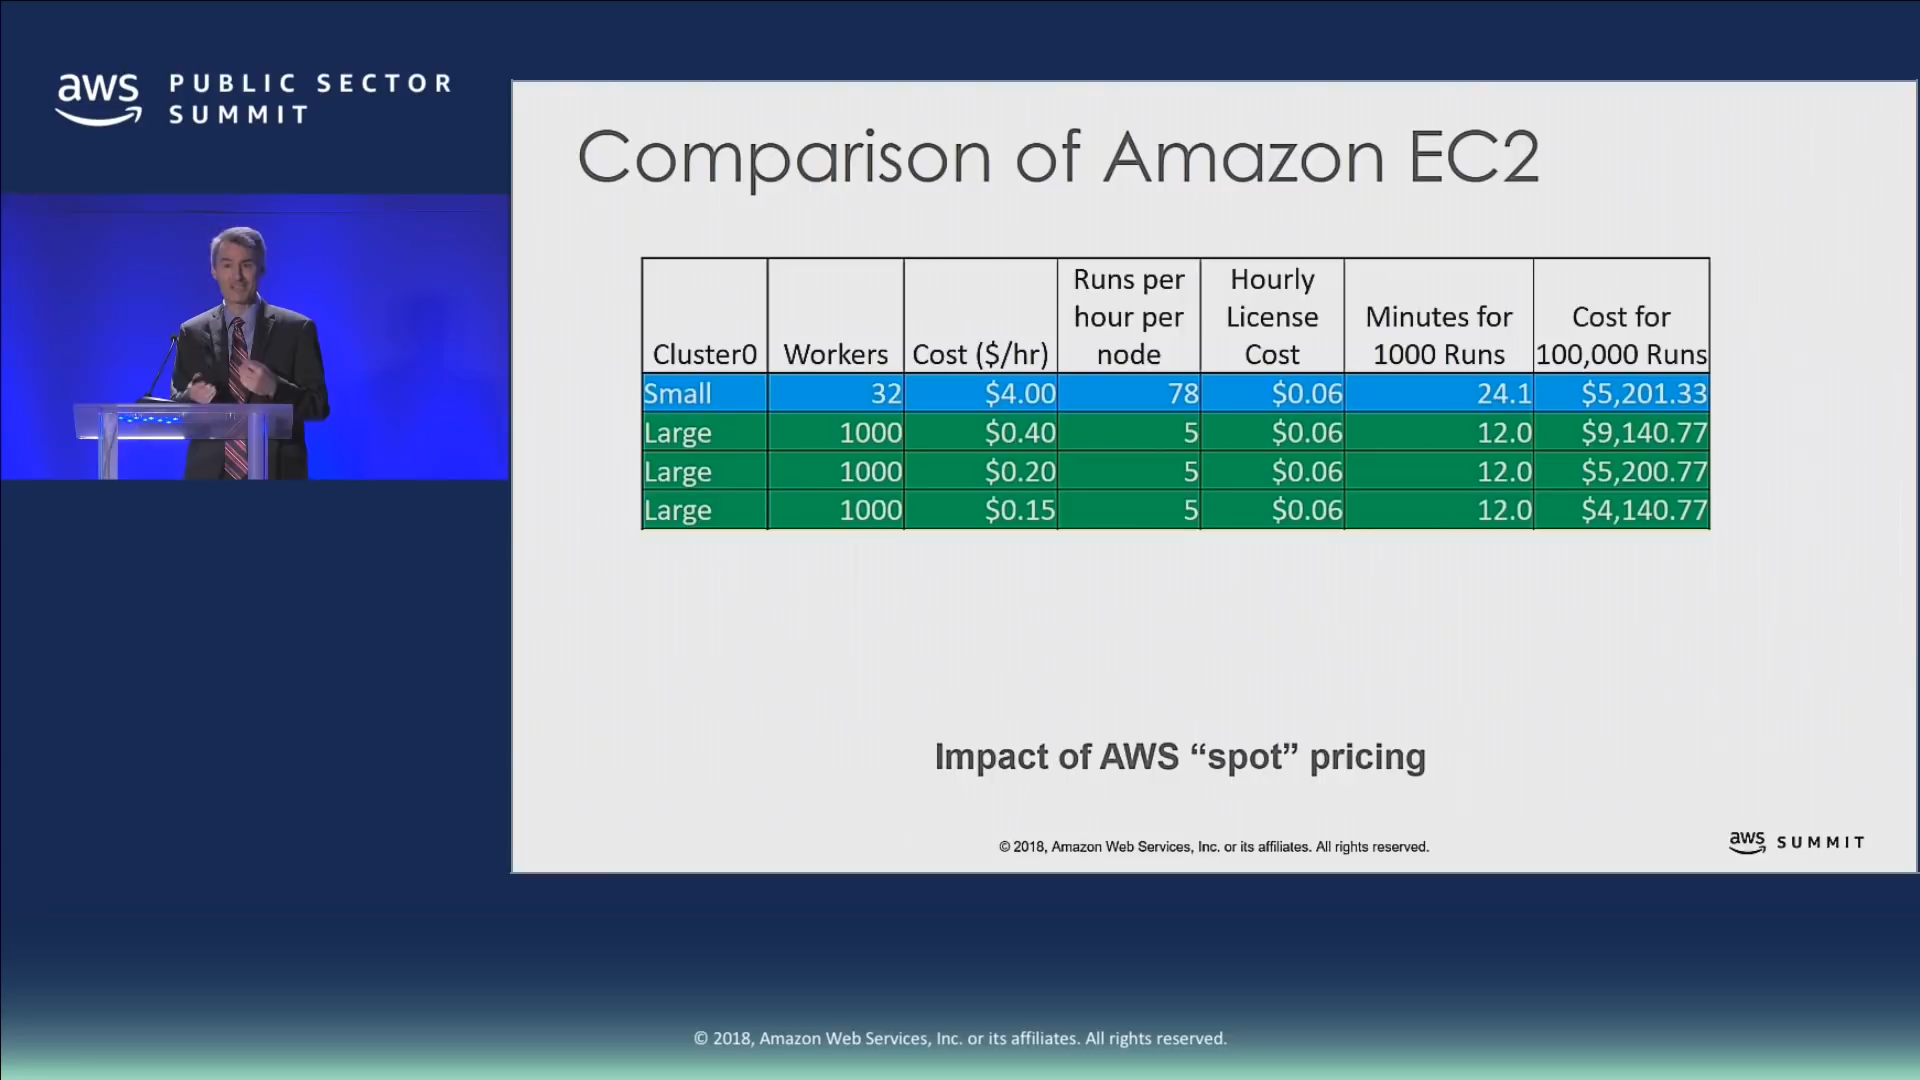 aws PUBLIC SECTOR
SUMMIT
Comparison of Amazon EC2
Cluster0 Workers Cost ($/hr) Runs per hour per node Hourly License Cost Minutes for 1000 Runs Cost for 100,000 Runs
Small 32 $4.00 78 $0.06 24.1 $5,201.33
Large 1000 $0.40 5 $0.06 12.0 $9,140.77
Large 1000 $0.20 5 $0.06 12.0 $5,200.77
Large 1000 $0.15 5 $0.06 12.0 $4,140.77
Impact of AWS “spot” pricing
© 2018, Amazon Web Services, Inc. or its affiliates. All rights reserved.
aws SUMMIT
© 2018, Amazon Web Services, Inc. or its affiliates. All rights reserved.